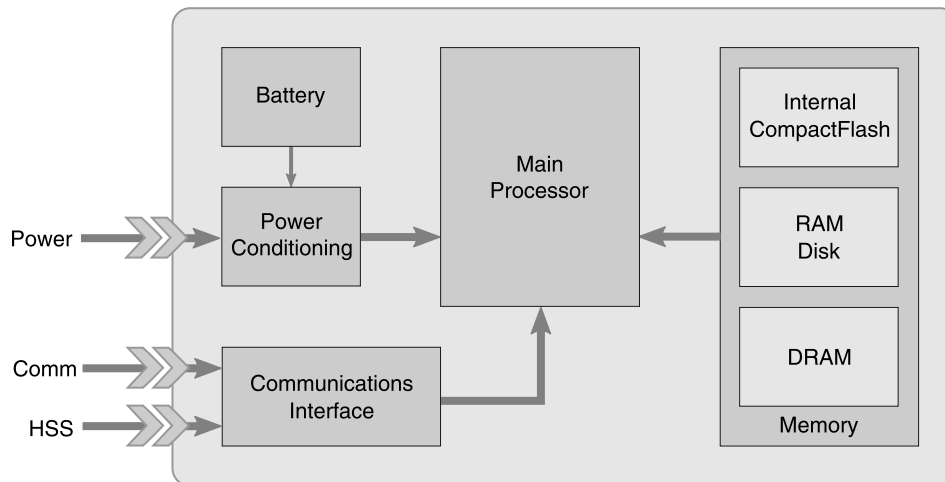 Battery
Main
Processor
Internal
CompactFlash
Power
Power
Conditioning
RAM
Disk
Comm
HSS
Communications
Interface
DRAM
Memory